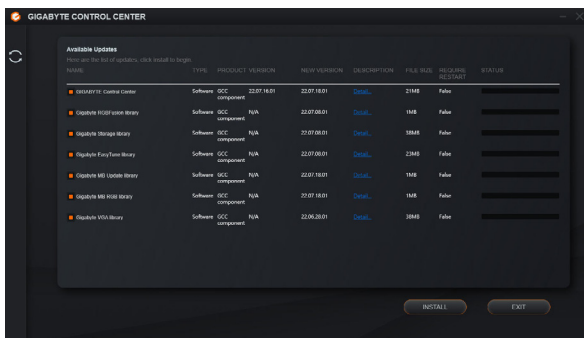 GIGABYTE CONTROL CENTER
Available Updates
Here are the list of updates, click install to begin.
NAME TYPE PRODUCT VERSION NEW VERSION DESCRIPTION FILE SIZE REQUIRE RESTART STATUS
GIGABYTE Control Center Software GCC component 22.07.16.01 22.07.18.01 Detail... 21MB False
Gigabyte RGBFusion library Software GCC component N/A 22.07.08.01 Detail... 1MB False
Gigabyte Storage library Software GCC component N/A 22.07.08.01 Detail... 38MB False
Gigabyte EasyTune library Software GCC component N/A 22.07.08.01 Detail... 23MB False
Gigabyte MB Update library Software GCC component N/A 22.07.18.01 Detail... 1MB False
Gigabyte MB RGB library Software GCC component N/A 22.07.18.01 Detail... 1MB False
Gigabyte VGA library Software GCC component N/A 22.06.28.01 Detail... 30MB False
INSTALL EXIT